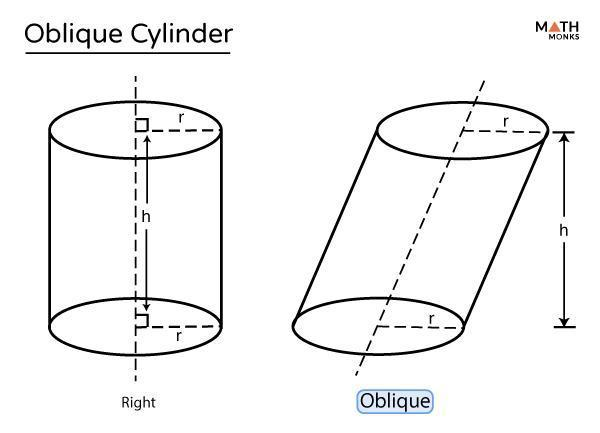 Oblique Cylinder
MATH
MONKS
r
r
h
h
r
r
Right
Oblique